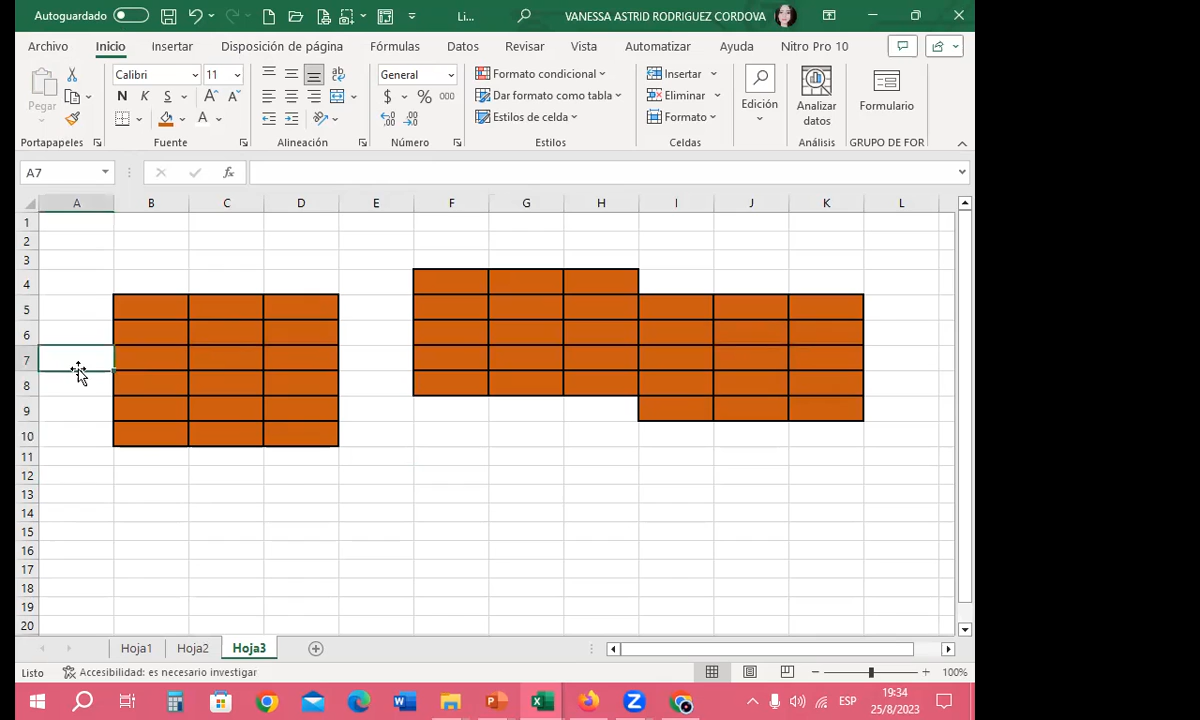 Autoguardado Li... VANESSA ASTRID RODRIGUEZ CORDOVA
Archivo Inicio Insertar Disposición de página Fórmulas Datos Revisar Vista Automatizar Ayuda Nitro Pro 10
Pegar Calibri 11 General Formato condicional Insertar
N K S A A $ % 000 Dar formato como tabla Eliminar Edición Analizar datos Formulario
A Estilos de celda Formato
Portapapeles Fuente Alineación Número Estilos Celdas Análisis GRUPO DE FOR
A7 fx
A B C D E F G H I J K L
1
2
3
4
5
6
7
8
9
10
11
12
13
14
15
16
17
18
19
20
Hoja1 Hoja2 Hoja3
Listo Accesibilidad: es necesario investigar 100%
ESP 19:34
25/8/2023